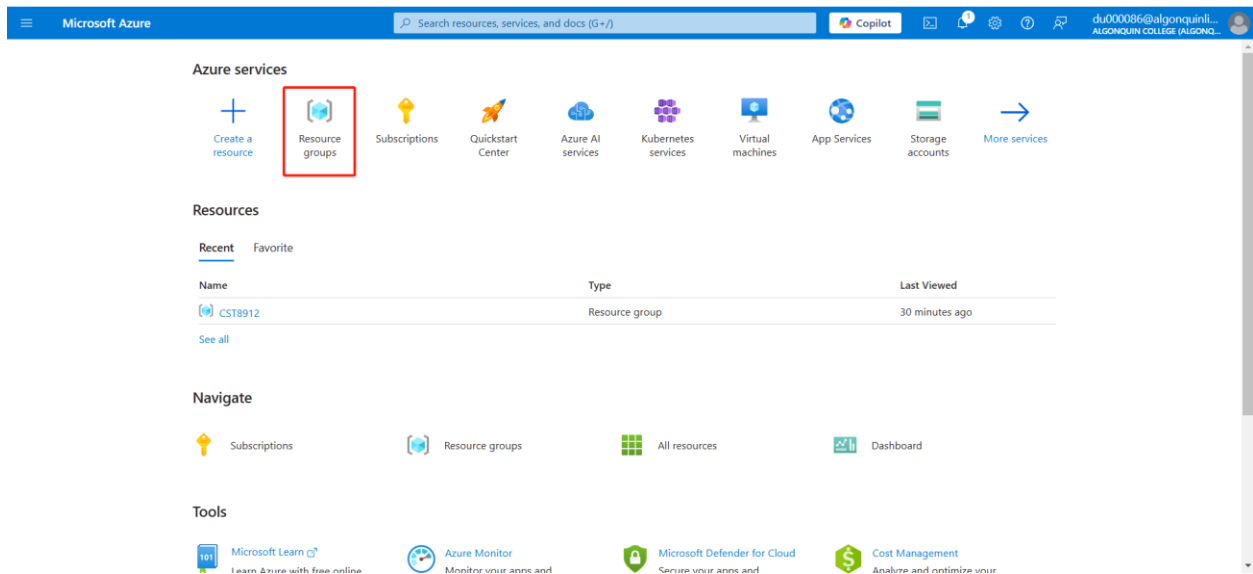 Microsoft Azure
Search resources, services, and docs (G+/)
Copilot
1
du000086@algonquinli...
ALGONQUIN COLLEGE (ALGONQ...
Azure services
Create a
resource
Resource
groups
Subscriptions
Quickstart
Center
Azure AI
services
Kubernetes
services
Virtual
machines
App Services
Storage
accounts
More services
Resources
Recent Favorite
Name Type Last Viewed
CST8912 Resource group 30 minutes ago
See all
Navigate
Subscriptions Resource groups All resources Dashboard
Tools
101
Microsoft Learn
Learn Azure with free online
Azure Monitor
Monitor your apps and
Microsoft Defender for Cloud
Secure your apps and
Cost Management
Analyze and optimize your